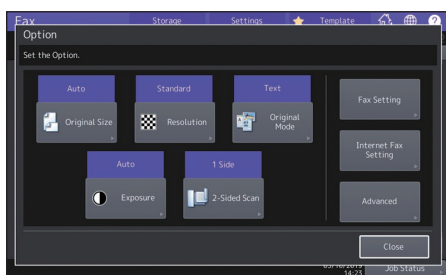 Fax
Storage
Settings
Template
?
Option
Set the Option.
Auto
Original Size
Standard
Resolution
Text
Original
Mode
Auto
Exposure
1 Side
2-Sided Scan
Fax Setting
Internet Fax
Setting
Advanced
Close
14:23
Job Status